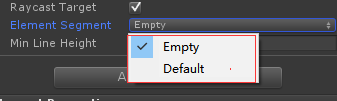 Raycast Target
Element Segment Empty
Min Line Height
Empty
Default
A